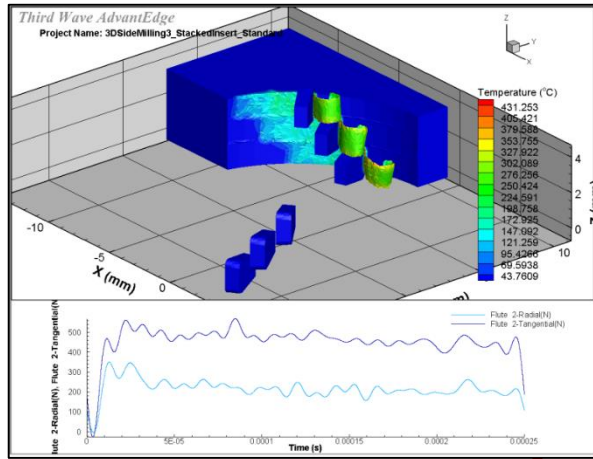 Third Wave AdvantEdge
Project Name: 3DSideMilling3_StackedInsert_Standard
Z
Y
X
Temperature (°C)
431.253
405.421
379.588
353.755
327.922
302.089
276.256
250.424
224.591
198.758
172.925
147.092
121.259
95.4266
69.5938
43.7609
4
2
0
10
-10
-5
0
X (mm)
(mm)
Flute 2-Radial(N)
Flute 2-Tangential(N)
Flute 2-Radial(N), Flute 2-Tangential(N
500
400
300
200
100
0
0
5E-05
0.0001
0.00015
0.0002
0.00025
Time (s)